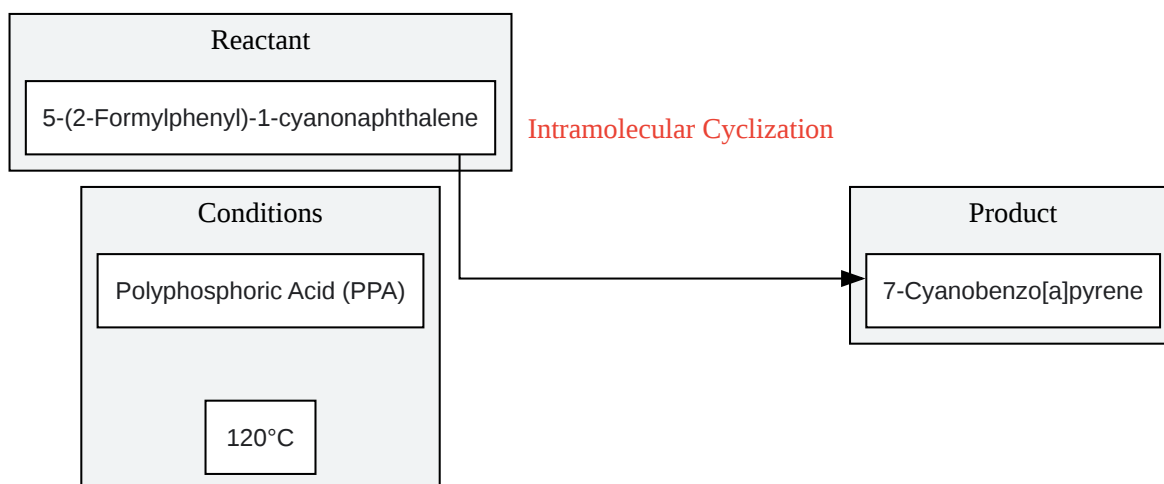 Reactant
5-(2-Formylphenyl)-1-cyanonaphthalene
Intramolecular Cyclization
Conditions
Polyphosphoric Acid (PPA)
120°C
Product
7-Cyanobenzo[a]pyrene